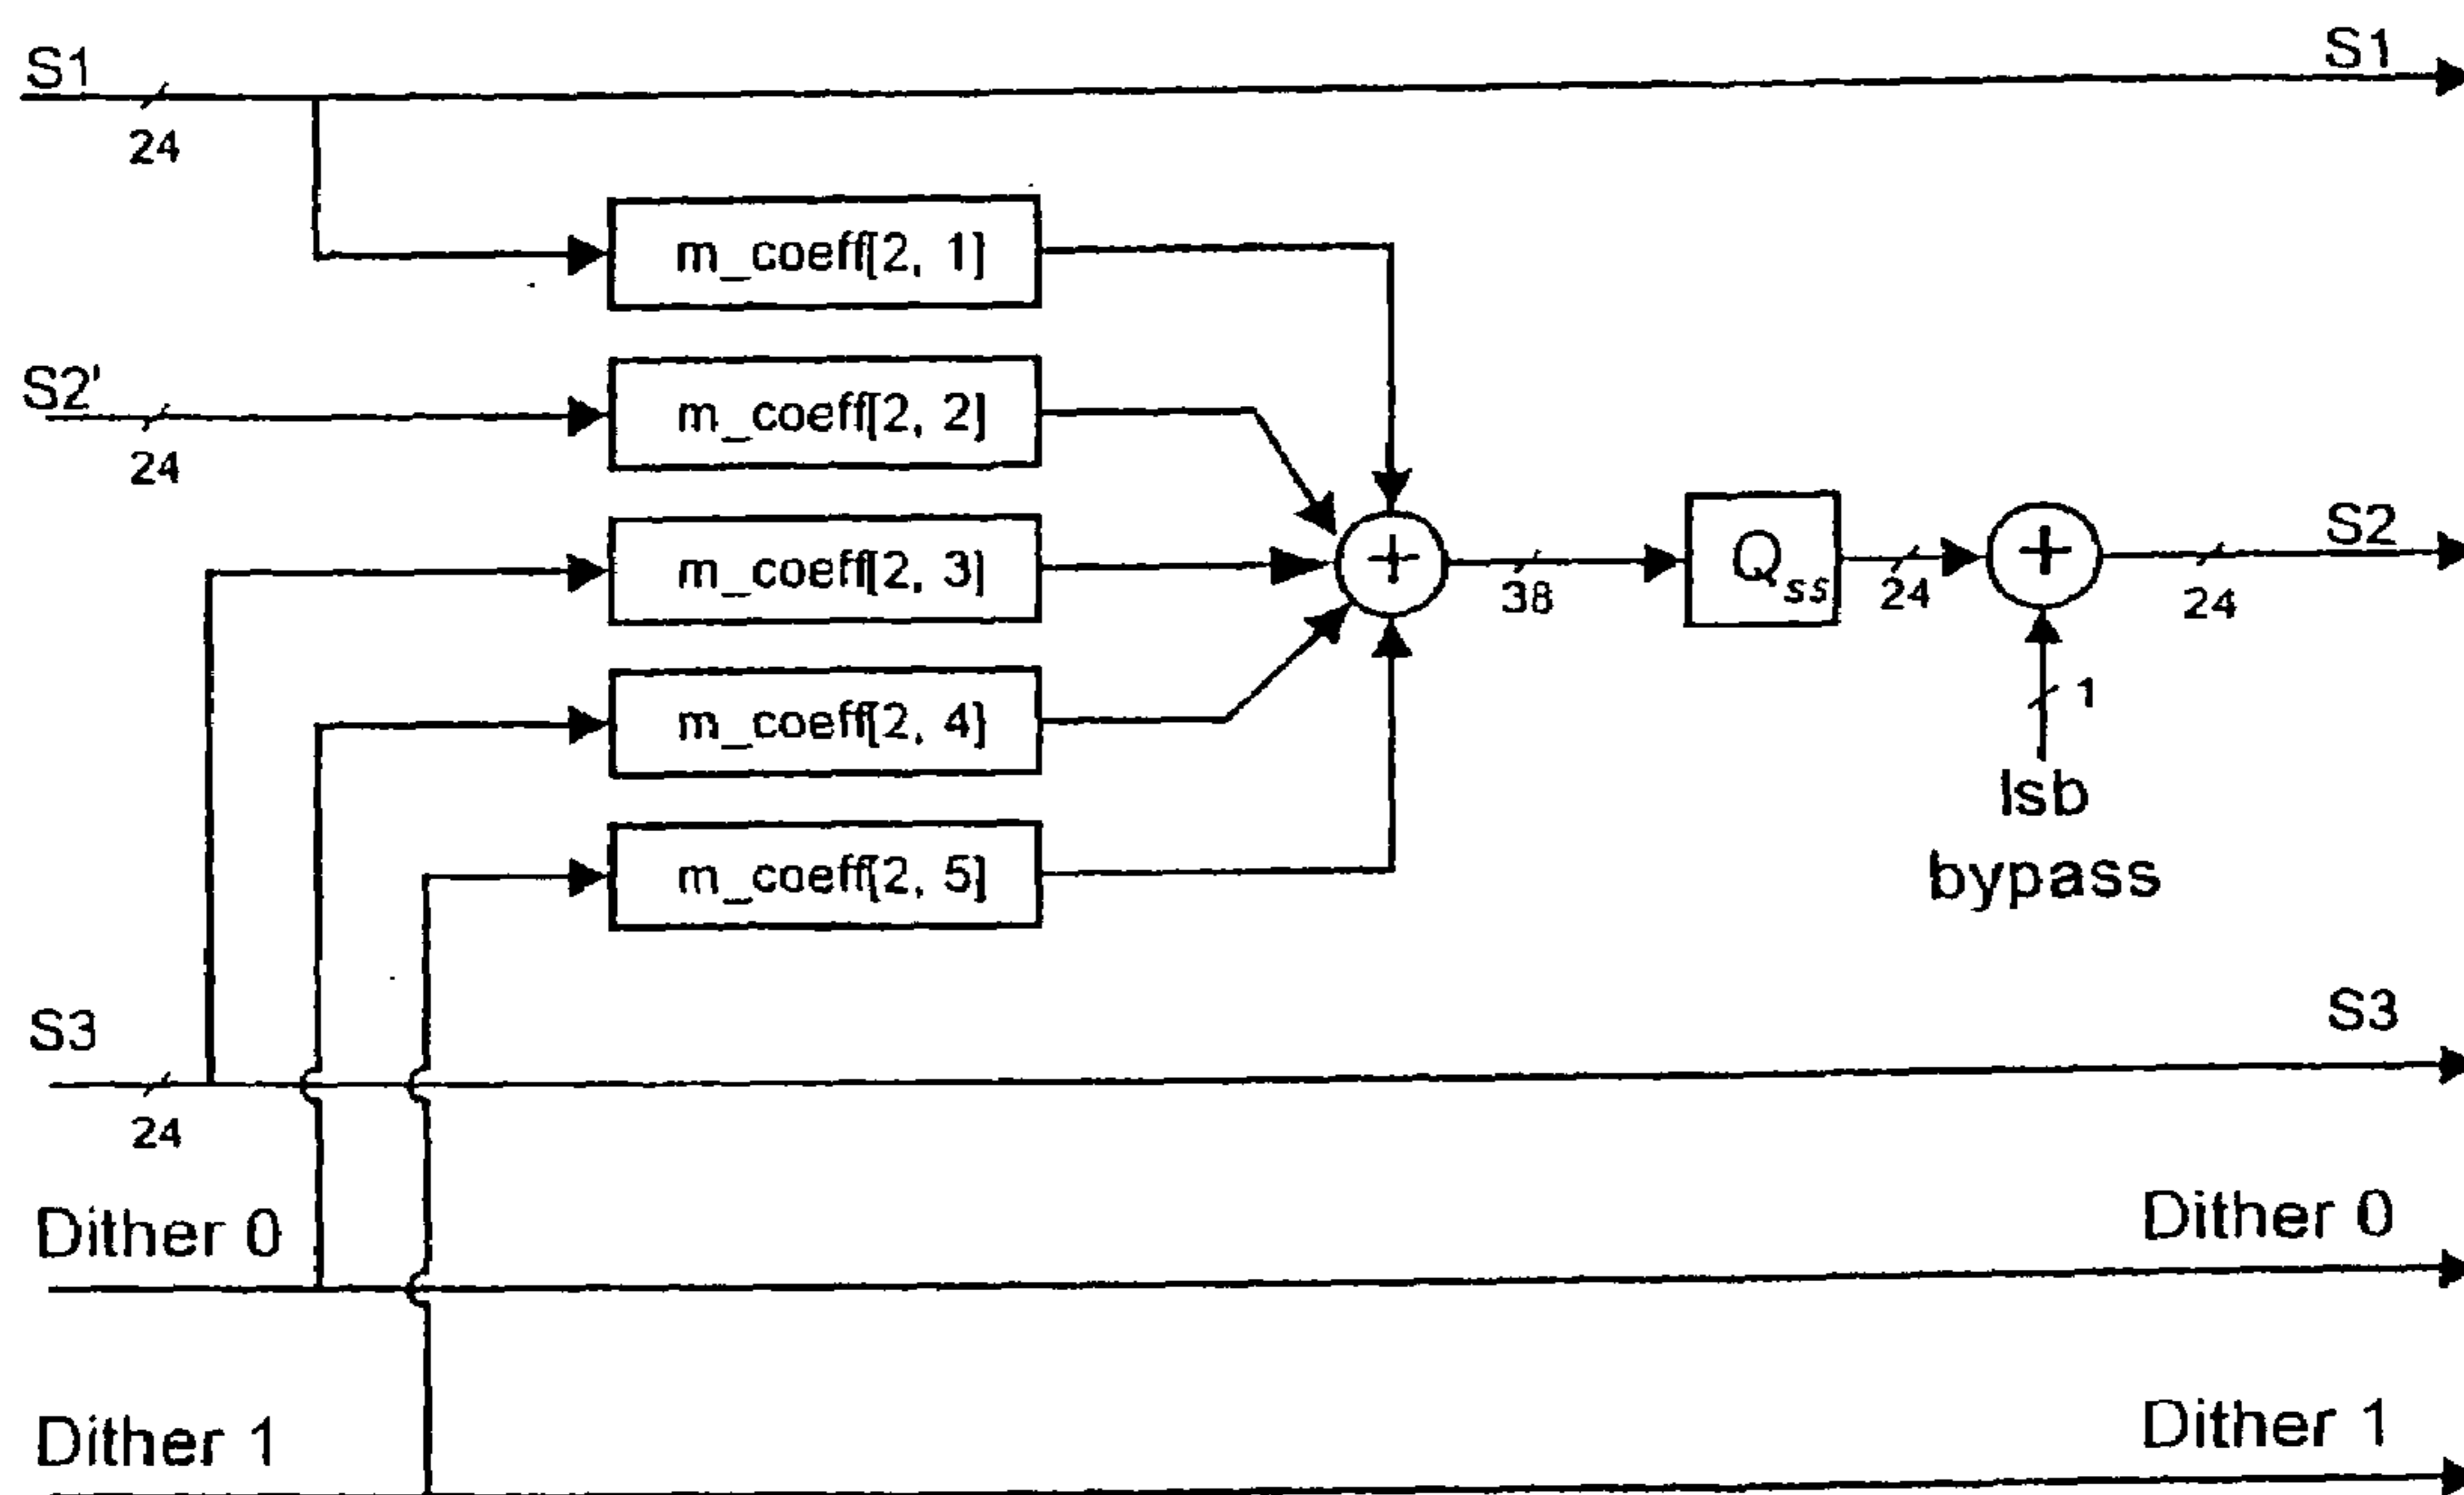 S1
S1
24
m_coeff[2, 1]
S2'
24
m_coeff[2, 2]
m_coeff[2, 3]
38
Qss
24
S2
24
m_coeff[2, 4]
1
lsb
bypass
m_coeff[2, 5]
S3
S3
24
Dither 0
Dither 0
Dither 1
Dither 1